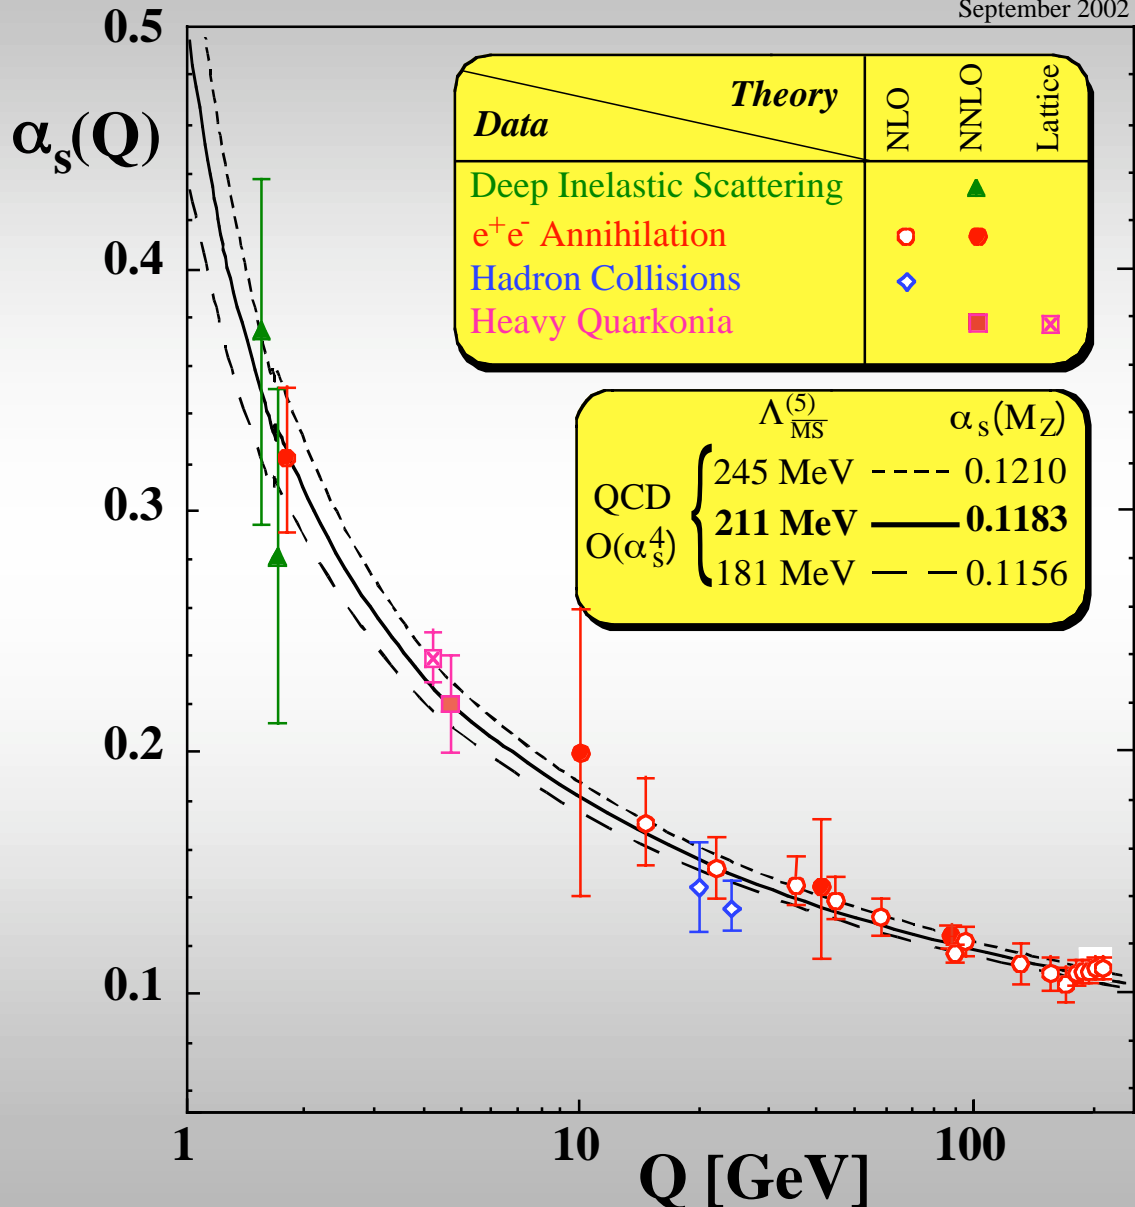 September 2002
0.5
αs(Q)
0.4
0.3
0.2
0.1
Theory
Data
NLO
NNLO
Lattice
Deep Inelastic Scattering
e+e- Annihilation
Hadron Collisions
Heavy Quarkonia
Λ(5)MS αs(MZ)
QCD
O(αs4)
245 MeV 0.1210
211 MeV 0.1183
181 MeV 0.1156
1 10 100
Q [GeV]